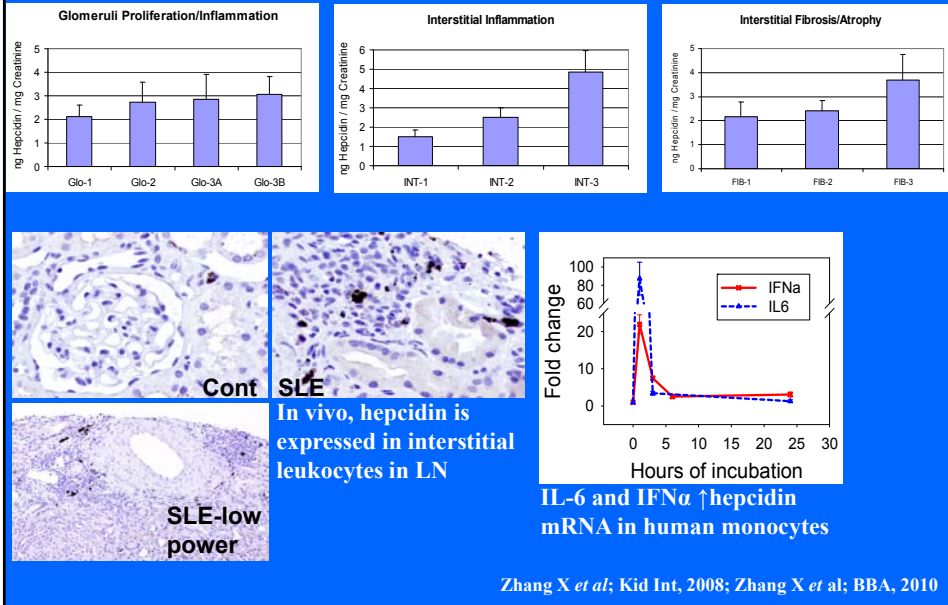 Glomeruli Proliferation/Inflammation
ng Hepcidin / mg Creatinine
5
4
3
2
1
0
Glo-1 Glo-2 Glo-3A Glo-3B
Interstitial Inflammation
ng Hepcidin / mg Creatinine
6
5
4
3
2
1
0
INT-1 INT-2 INT-3
Interstitial Fibrosis/Atrophy
ng Hepcidin / mg Creatinine
5
4
3
2
1
0
FIB-1 FIB-2 FIB-3
Cont
SLE
SLE-low
power
In vivo, hepcidin is
expressed in interstitial
leukocytes in LN
Fold change
100
80
60
20
10
0
IFNa
IL6
0 5 10 15 20 25 30
Hours of incubation
IL-6 and IFNα ↑hepcidin
mRNA in human monocytes
Zhang X et al; Kid Int, 2008; Zhang X et al; BBA, 2010